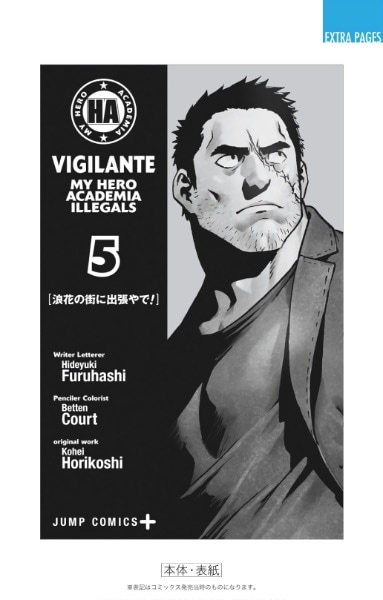 EXTRA PAGES
MY HERO ACADEMIA
HA
VIGILANTE
MY HERO
ACADEMIA
ILLEGALS
5
[浪花の街に出張やで!]
Writer Letterer
Hideyuki
Furuhashi
Penciler Colorist
Betten
Court
original work
Kohei
Horikoshi
JUMP COMICS+
本体・表紙
※表記はコミックス発売当時のものになります。